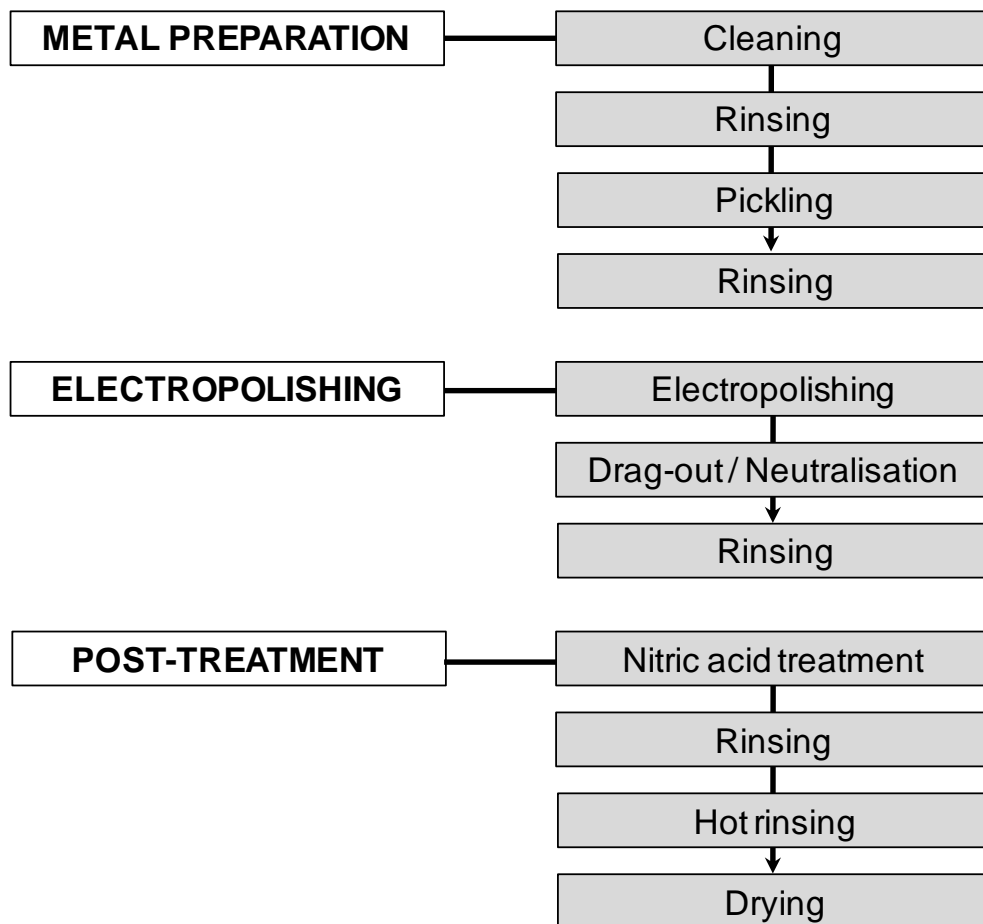 METAL PREPARATION
Cleaning
Rinsing
Pickling
Rinsing
ELECTROPOLISHING
Electropolishing
Drag-out / Neutralisation
Rinsing
POST-TREATMENT
Nitric acid treatment
Rinsing
Hot rinsing
Drying